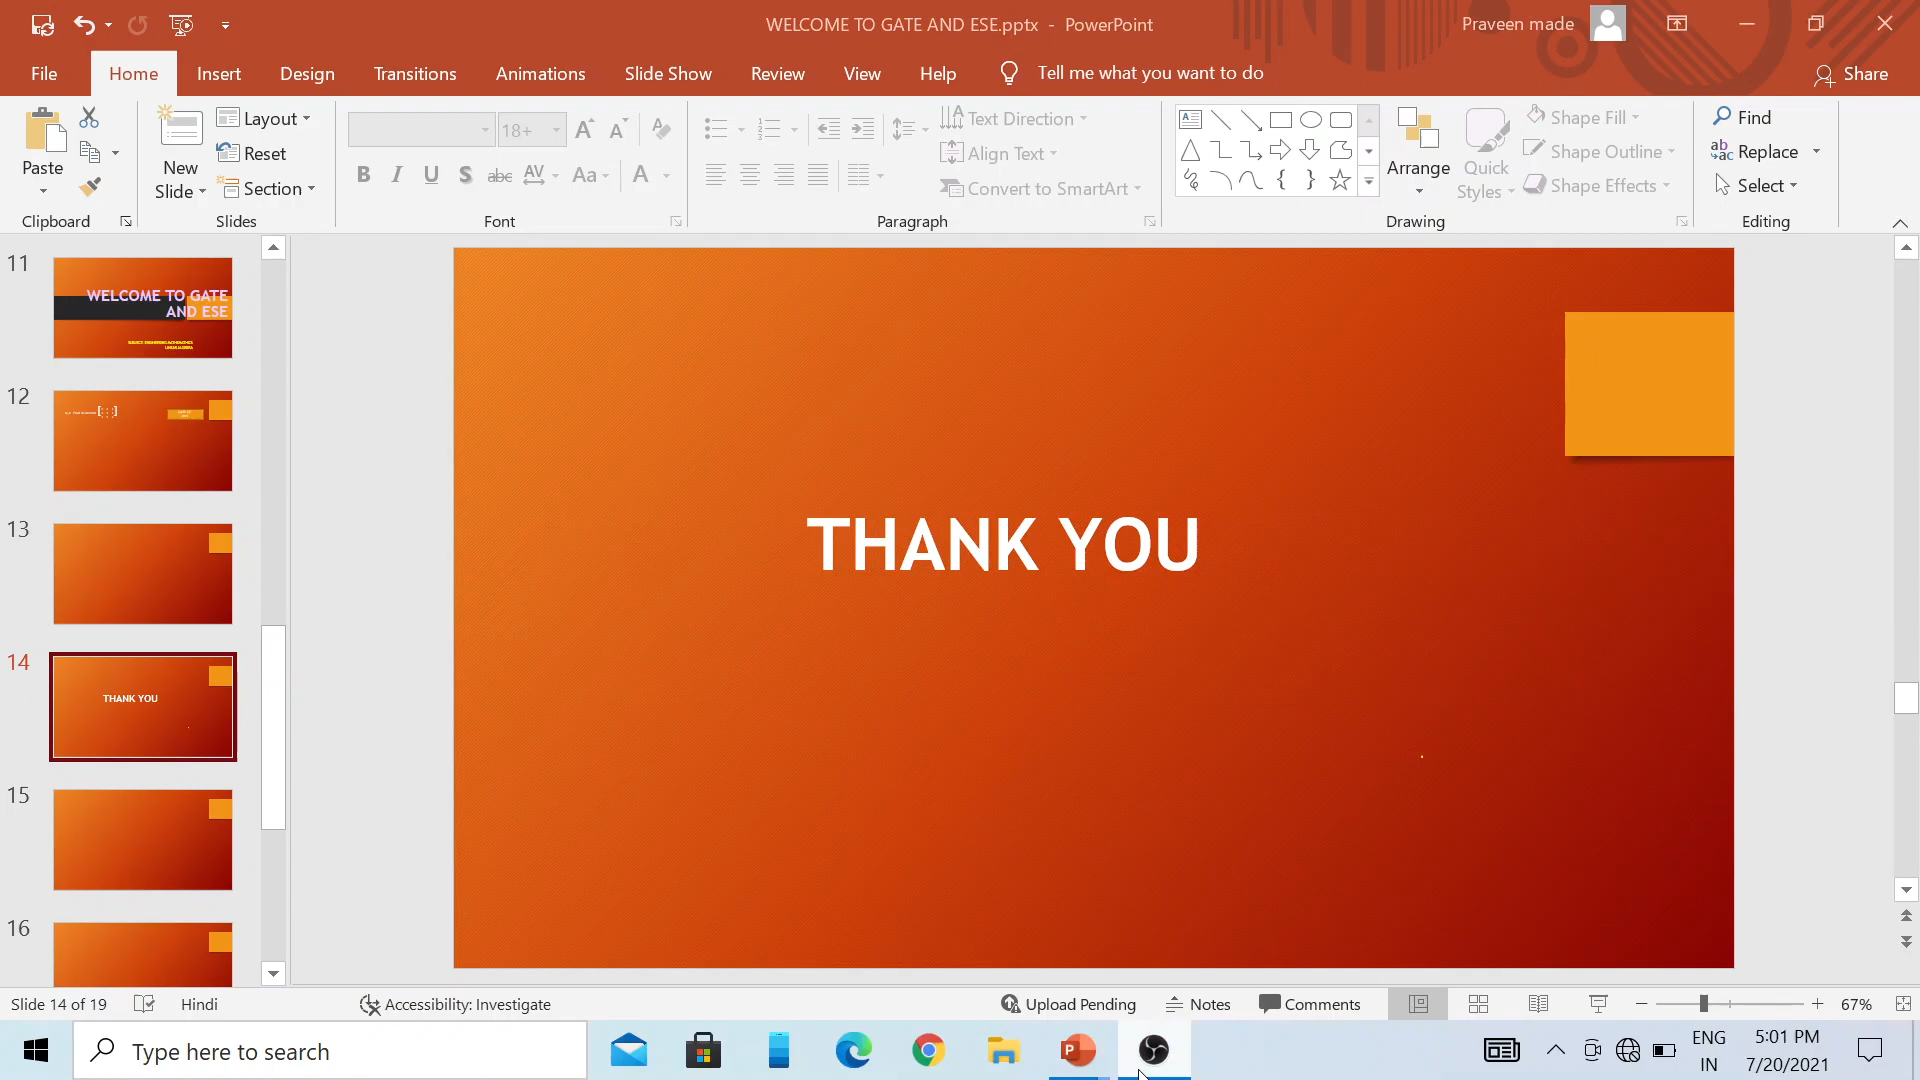 WELCOME TO GATE AND ESE.pptx - PowerPoint
Praveen made
File Home Insert Design Transitions Animations Slide Show Review View Help Tell me what you want to do Share
Paste
Clipboard
New Slide
Layout
Reset
Section
Slides
18+
B I U S abc AV Aa A
Font
Text Direction
Align Text
Convert to SmartArt
Paragraph
Arrange
Quick Styles
Shape Fill
Shape Outline
Shape Effects
Drawing
Find
Replace
Select
Editing
11
WELCOME TO GATE
AND ESE
12
13
14
THANK YOU
15
16
THANK YOU
Slide 14 of 19 Hindi Accessibility: Investigate Upload Pending Notes Comments 67%
Type here to search
ENG
IN
5:01 PM
7/20/2021